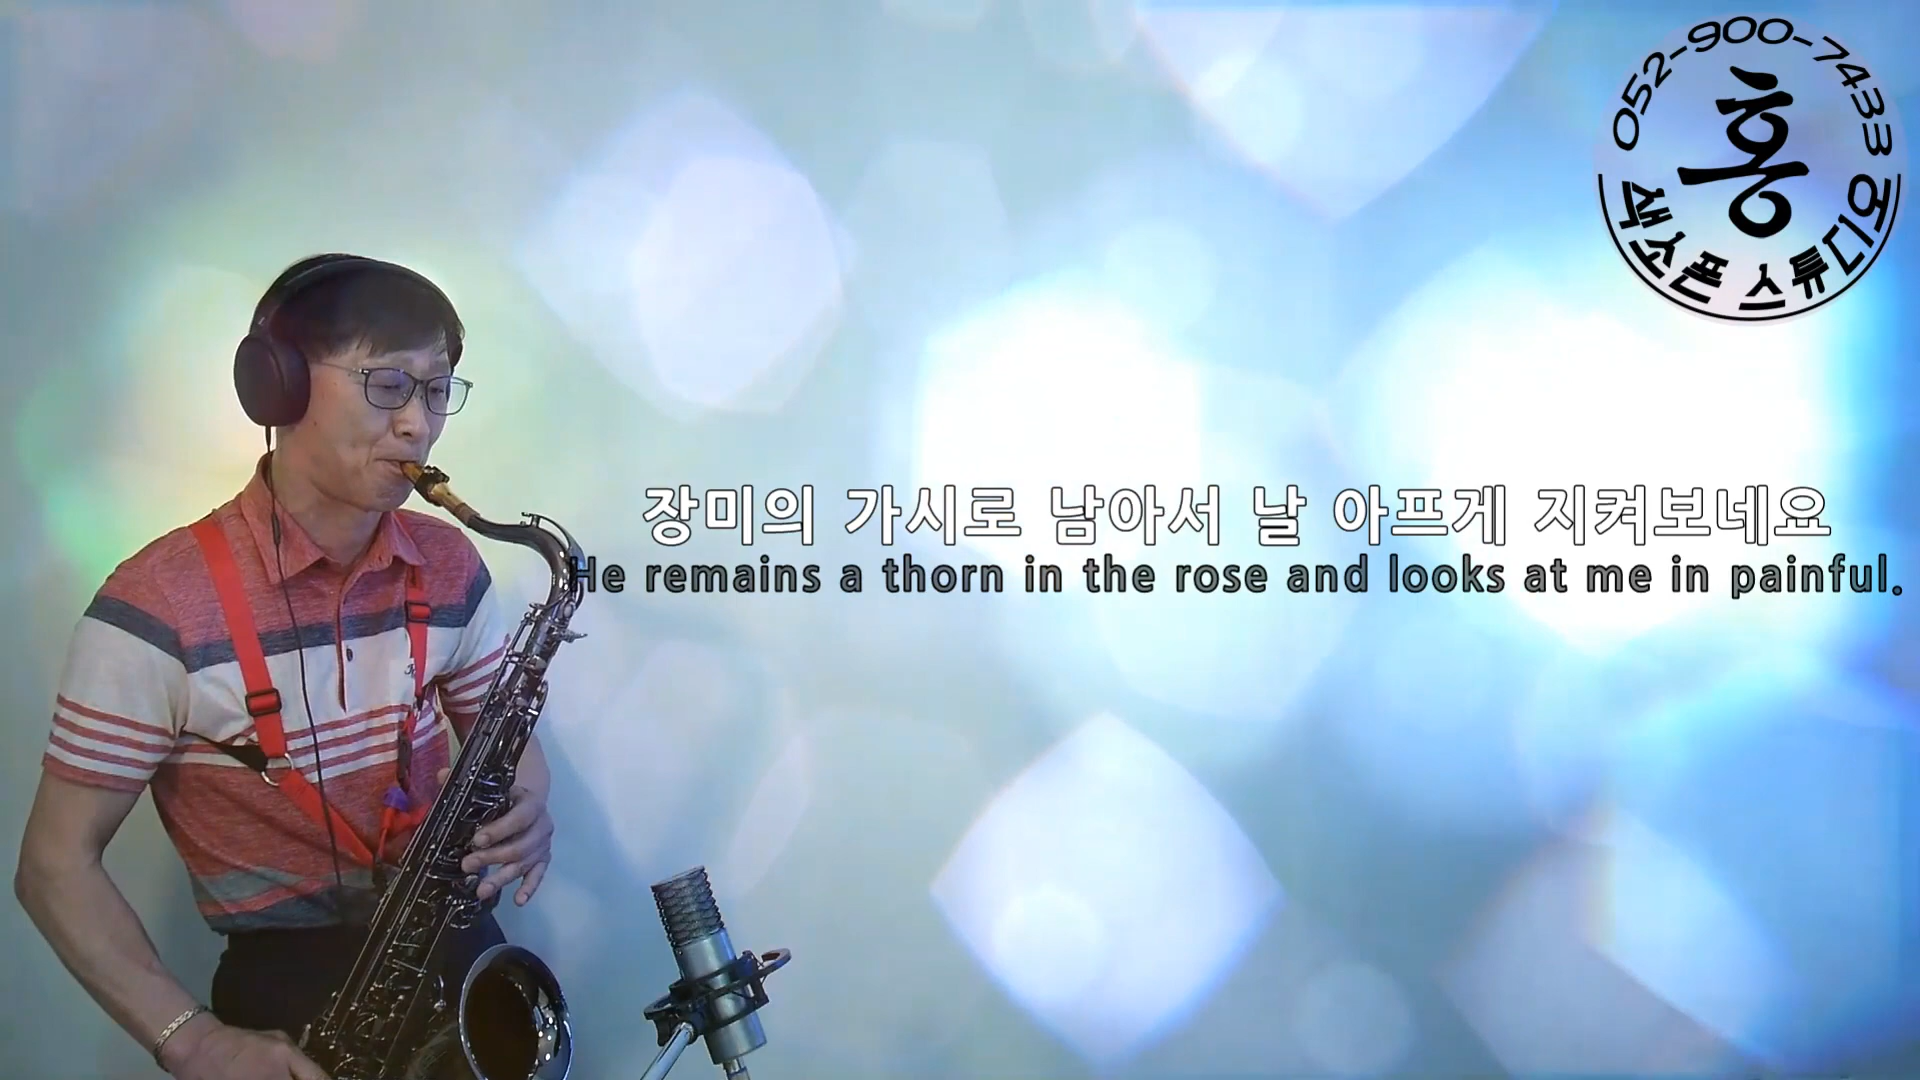 052-900-7433
홍
색소폰 스튜디오
장미의 가시로 남아서 날 아프게 지켜보네요
He remains a thorn in the rose and looks at me in painful.